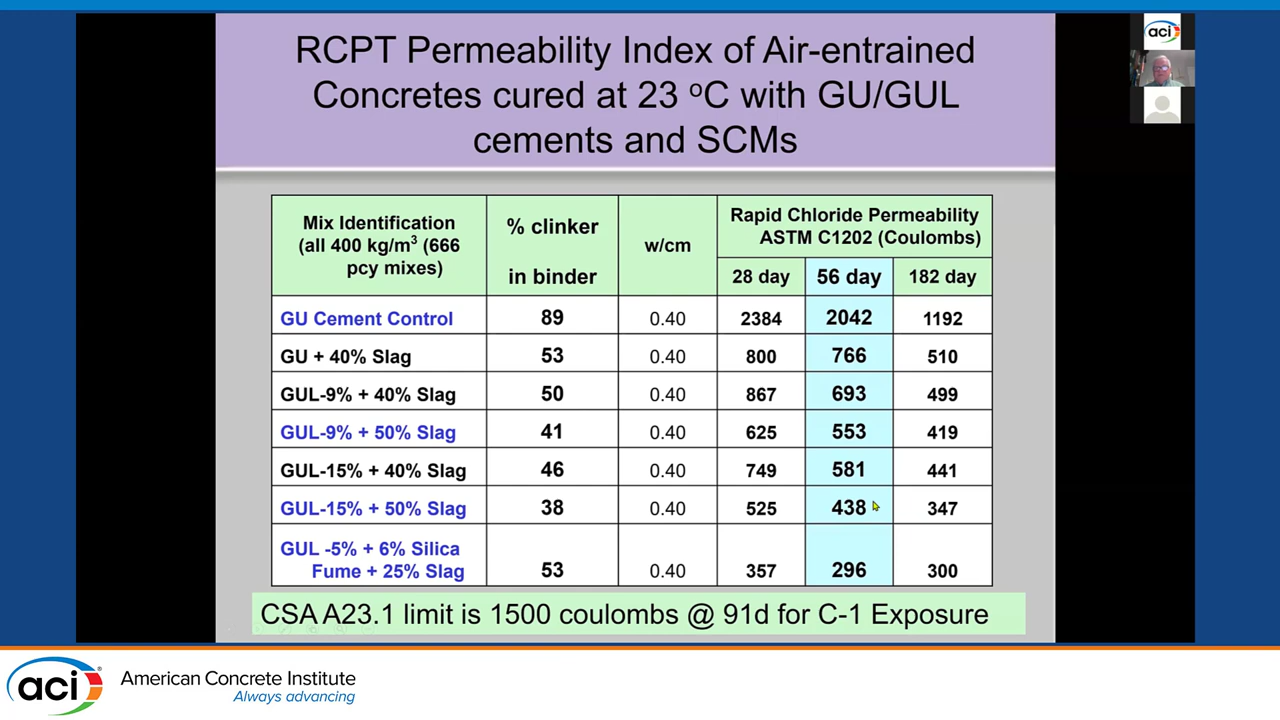 RCPT Permeability Index of Air-entrained
Concretes cured at 23 ºC with GU/GUL
cements and SCMs
aci
Mix Identification
(all 400 kg/m³ (666
pcy mixes)
% clinker
in binder
w/cm
Rapid Chloride Permeability
ASTM C1202 (Coulombs)
28 day 56 day 182 day
GU Cement Control 89 0.40 2384 2042 1192
GU + 40% Slag 53 0.40 800 766 510
GUL-9% + 40% Slag 50 0.40 867 693 499
GUL-9% + 50% Slag 41 0.40 625 553 419
GUL-15% + 40% Slag 46 0.40 749 581 441
GUL-15% + 50% Slag 38 0.40 525 438 347
GUL -5% + 6% Silica
Fume + 25% Slag 53 0.40 357 296 300
CSA A23.1 limit is 1500 coulombs @ 91d for C-1 Exposure
aci®
American Concrete Institute
Always advancing